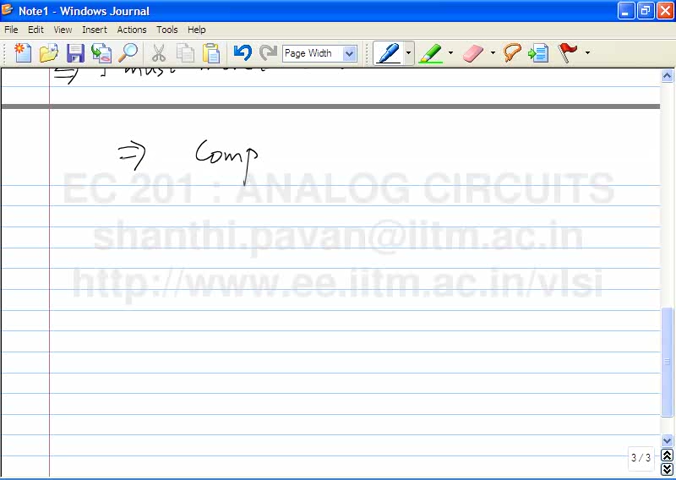 Note1 - Windows Journal
File Edit View Insert Actions Tools Help
Page Width
⇒ must
⇒ Comp
EC 201 : ANALOG CIRCUITS
shanthi.pavan@iitm.ac.in
http://www.ee.iitm.ac.in/vlsi
3 / 3